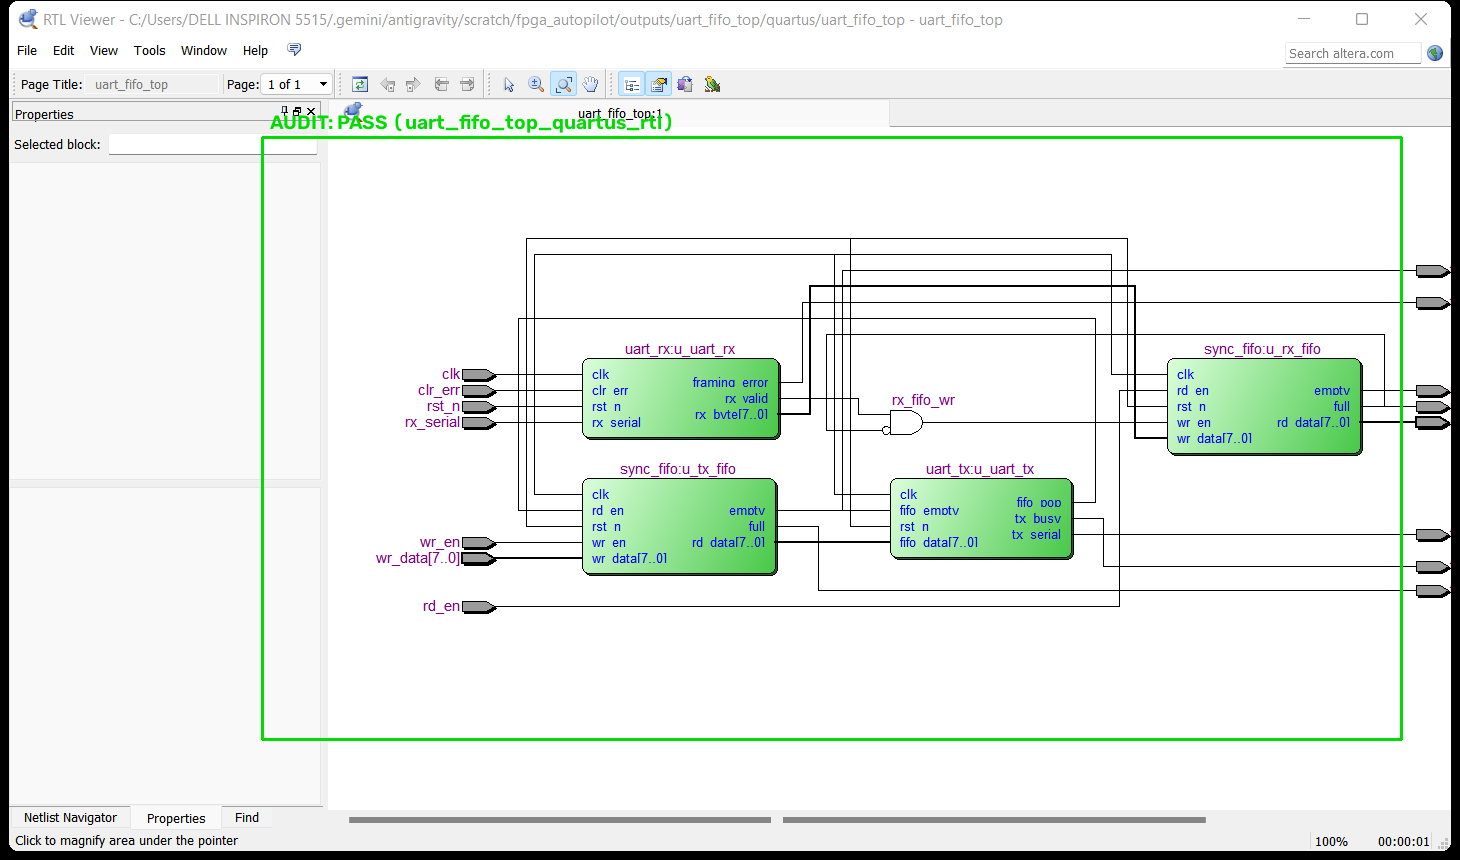 RTL Viewer - C:/Users/DELL INSPIRON 5515/.gemini/antigravity/scratch/fpga_autopilot/outputs/uart_fifo_top/quartus/uart_fifo_top - uart_fifo_top
File Edit View Tools Window Help
Search altera.com
Page Title: uart_fifo_top Page: 1 of 1
Properties
uart_fifo_top:1
AUDIT: PASS (uart_fifo_top_quartus_rtl)
Selected block:
uart_rx:u_uart_rx
clk
clr_err
rst_n
rx_serial
clk
clr_err
rst_n
rx_serial
framing_error
rx_valid
rx_byte[7..0]
rx_fifo_wr
sync_fifo:u_rx_fifo
clk
rd_en
rst_n
wr_en
wr_data[7..0]
empty
full
rd_data[7..0]
sync_fifo:u_tx_fifo
wr_en
wr_data[7..0]
rd_en
clk
rd_en
rst_n
wr_en
wr_data[7..0]
empty
full
rd_data[7..0]
uart_tx:u_uart_tx
clk
fifo_empty
rst_n
fifo_data[7..0]
fifo_pop
tx_busy
tx_serial
Netlist Navigator Properties Find
Click to magnify area under the pointer
100% 00:00:01